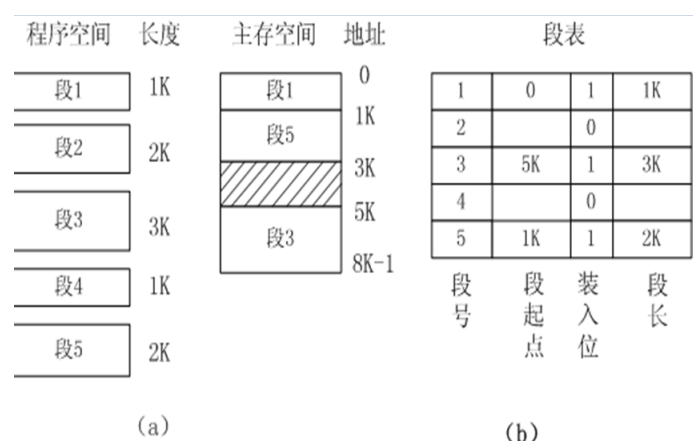 程序空间 长度 主存空间 地址 段表
段1 1K 段1 0 1 0 1 1K
段2 2K 段5 1K 2 0
3K 3 5K 1 3K
段3 3K 段3 5K 4 0
8K-1 5 1K 1 2K
段4 1K 段号 段起点 装入位 段长
段5 2K
(a) (b)